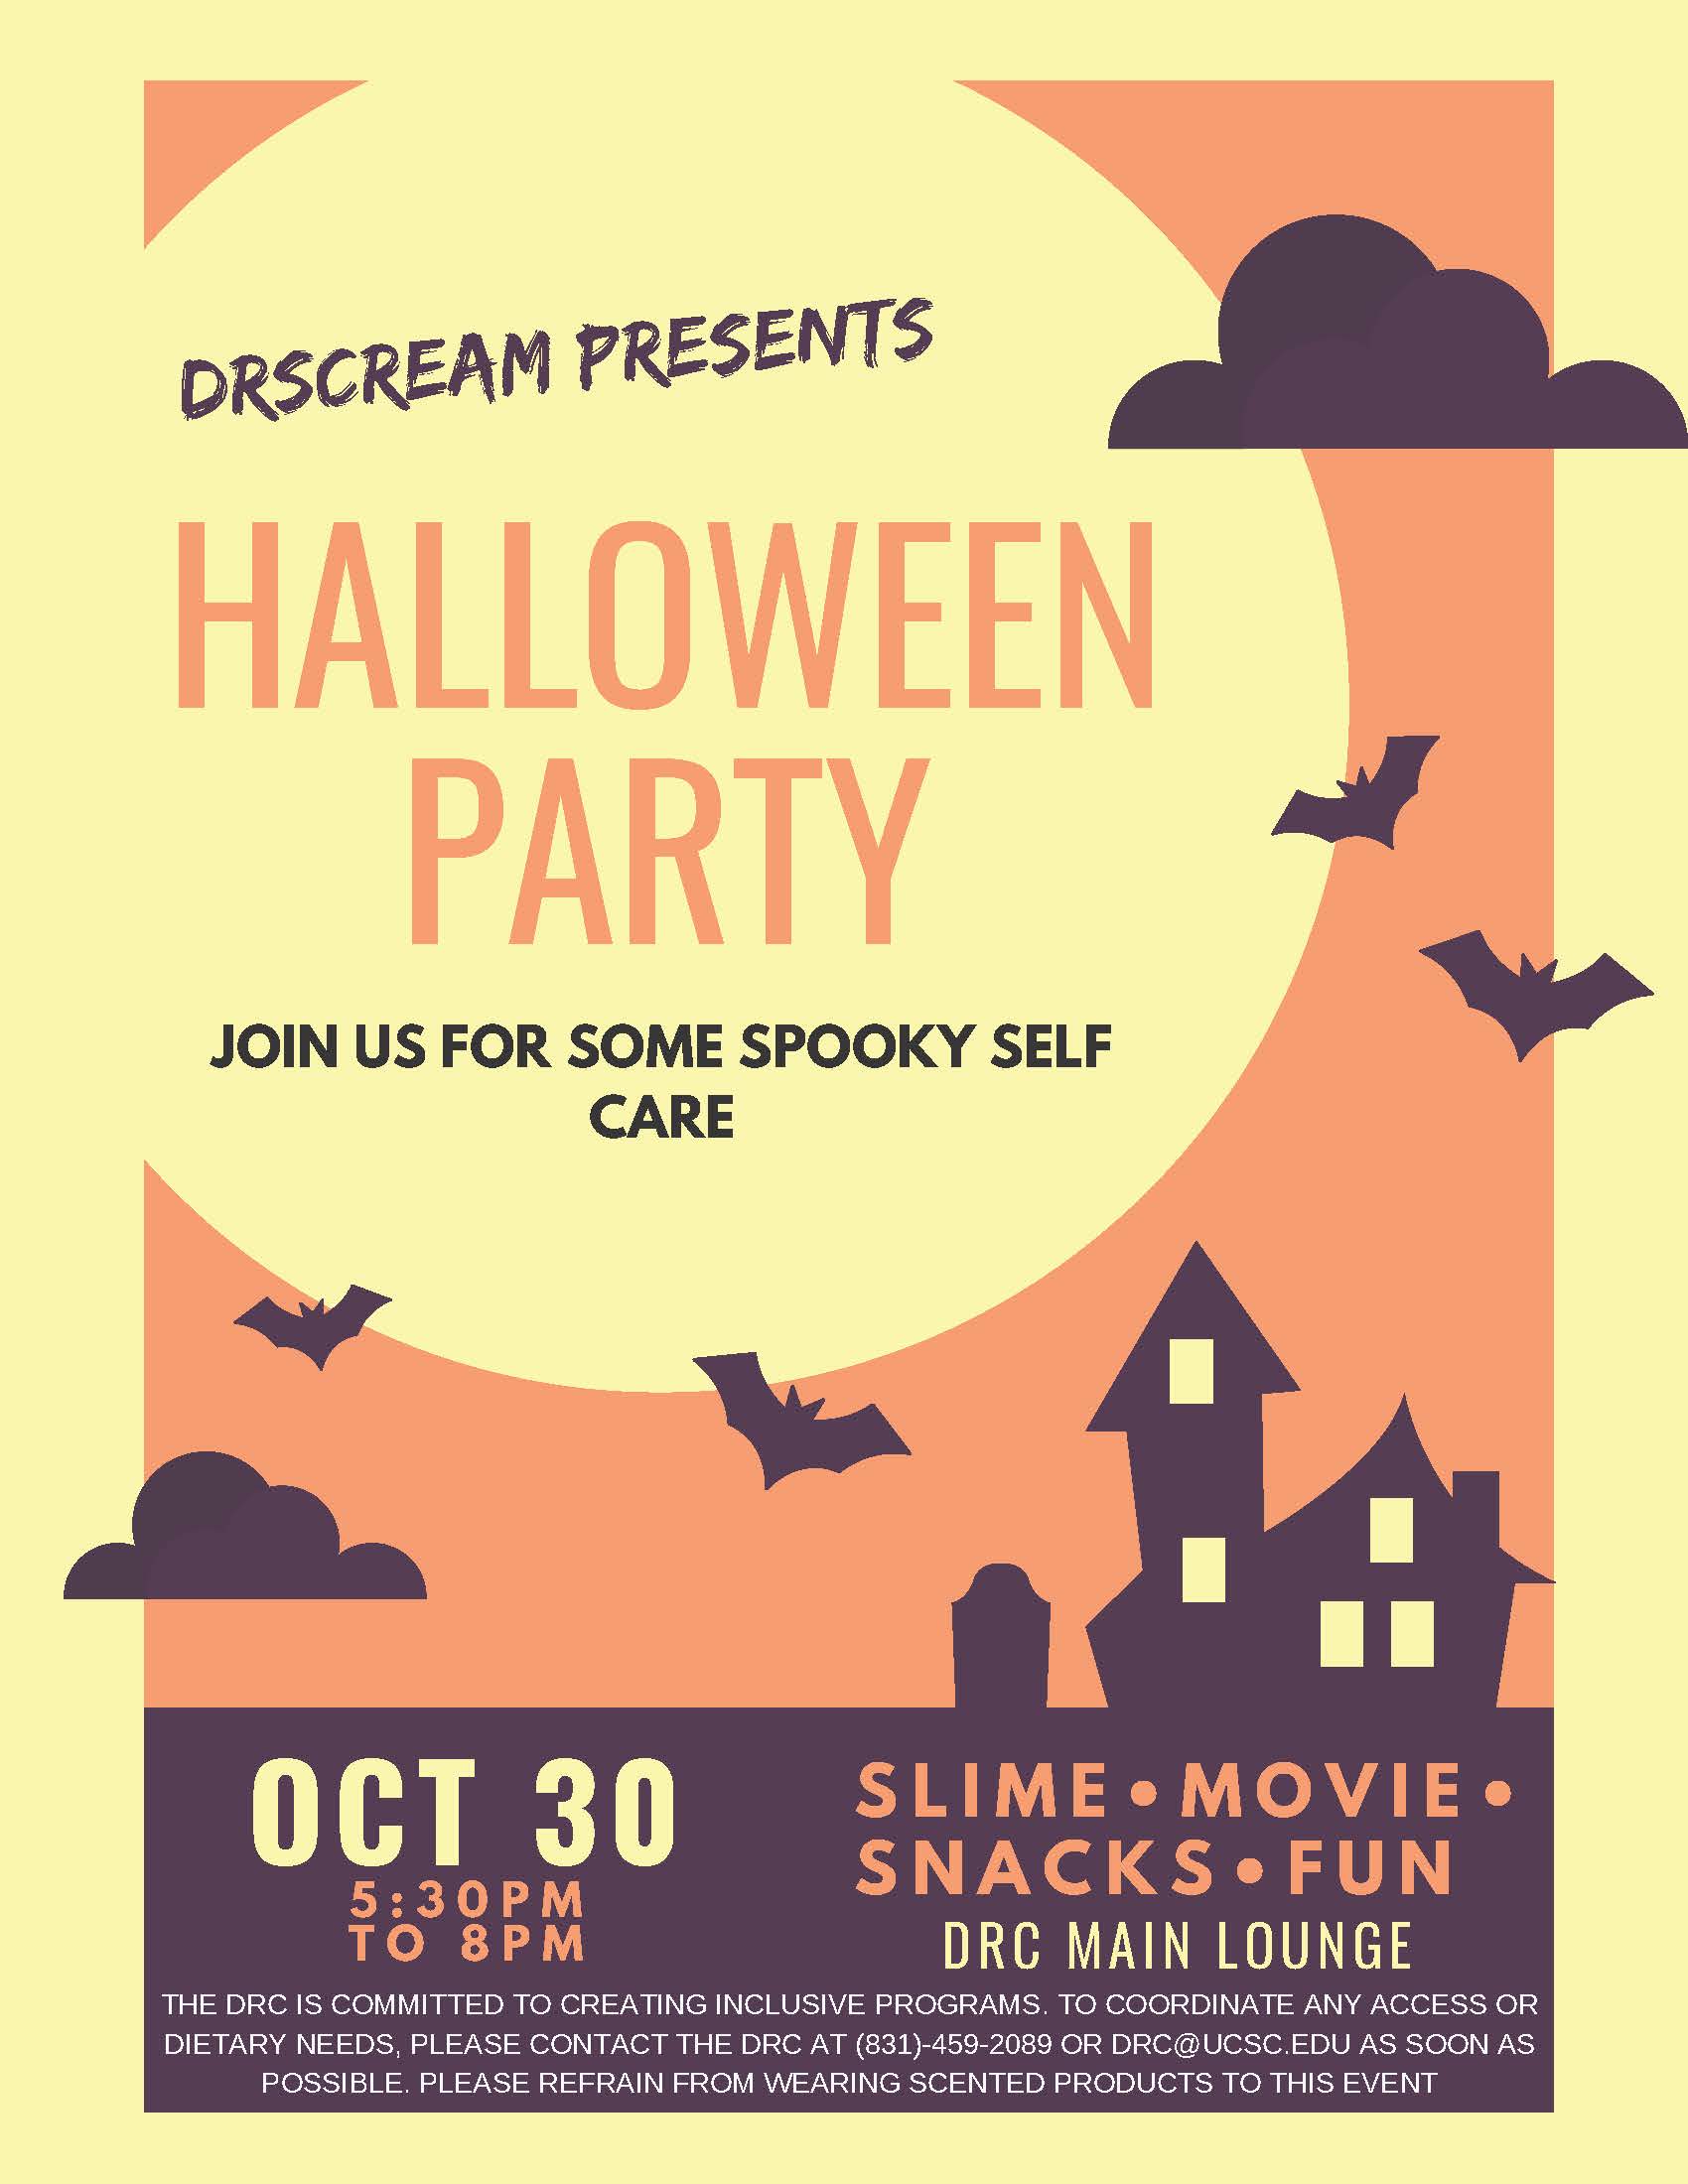 DRSCREAM PRESENTS
HALLOWEEN
PARTY
JOIN US FOR SOME SPOOKY SELF
CARE
OCT 30
5:30PM
TO 8PM
SLIME•MOVIE•
SNACKS•FUN
DRC MAIN LOUNGE
THE DRC IS COMMITTED TO CREATING INCLUSIVE PROGRAMS. TO COORDINATE ANY ACCESS OR
DIETARY NEEDS, PLEASE CONTACT THE DRC AT (831)-459-2089 OR DRC@UCSC.EDU AS SOON AS
POSSIBLE. PLEASE REFRAIN FROM WEARING SCENTED PRODUCTS TO THIS EVENT